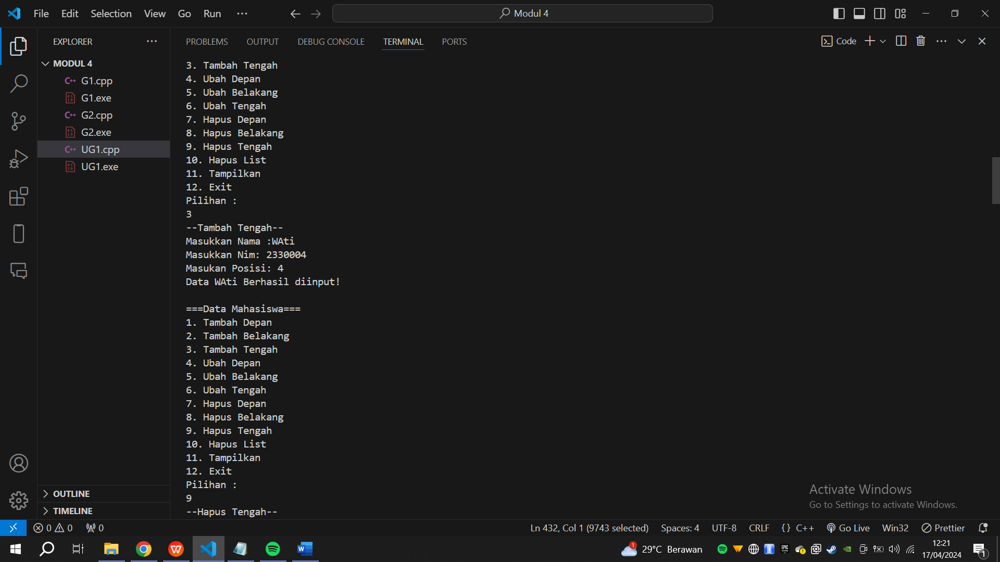 File Edit Selection View Go Run ··· Modul 4
EXPLORER
MODUL 4
G1.cpp
G1.exe
G2.cpp
G2.exe
UG1.cpp
UG1.exe
OUTLINE
TIMELINE
PROBLEMS OUTPUT DEBUG CONSOLE TERMINAL PORTS Code
3. Tambah Tengah
4. Ubah Depan
5. Ubah Belakang
6. Ubah Tengah
7. Hapus Depan
8. Hapus Belakang
9. Hapus Tengah
10. Hapus List
11. Tampilkan
12. Exit
Pilihan :
3
--Tambah Tengah--
Masukkan Nama :WAti
Masukkan Nim: 2330004
Masukan Posisi: 4
Data WAti Berhasil diinput!
===Data Mahasiswa===
1. Tambah Depan
2. Tambah Belakang
3. Tambah Tengah
4. Ubah Depan
5. Ubah Belakang
6. Ubah Tengah
7. Hapus Depan
8. Hapus Belakang
9. Hapus Tengah
10. Hapus List
11. Tampilkan
12. Exit
Pilihan :
9
--Hapus Tengah--
Activate Windows
Go to Settings to activate Windows.
0 0 0 Ln 432, Col 1 (9743 selected) Spaces: 4 UTF-8 CRLF {} C++ Go Live Win32 Prettier
1 29°C Berawan 12:21
17/04/2024 1